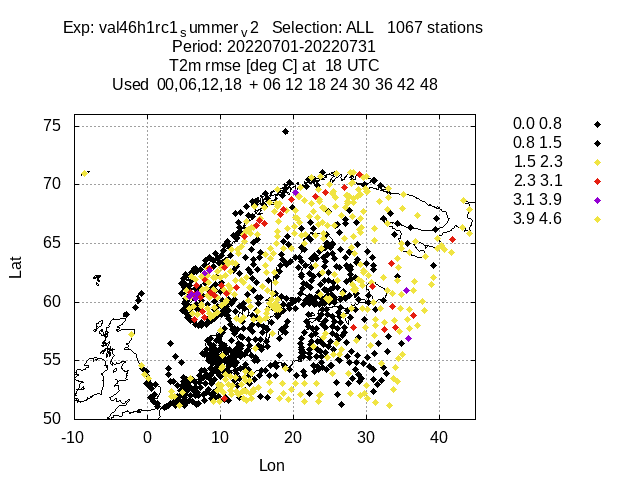 Exp: val46h1rc1summerv2 Selection: ALL 1067 stations
Period: 20220701-20220731
T2m rmse [deg C] at 18 UTC
Used 00,06,12,18 + 06 12 18 24 30 36 42 48
0.0 0.8
0.8 1.5
1.5 2.3
2.3 3.1
3.1 3.9
3.9 4.6
75
70
65
60
55
50
Lat
-10 0 10 20 30 40
Lon